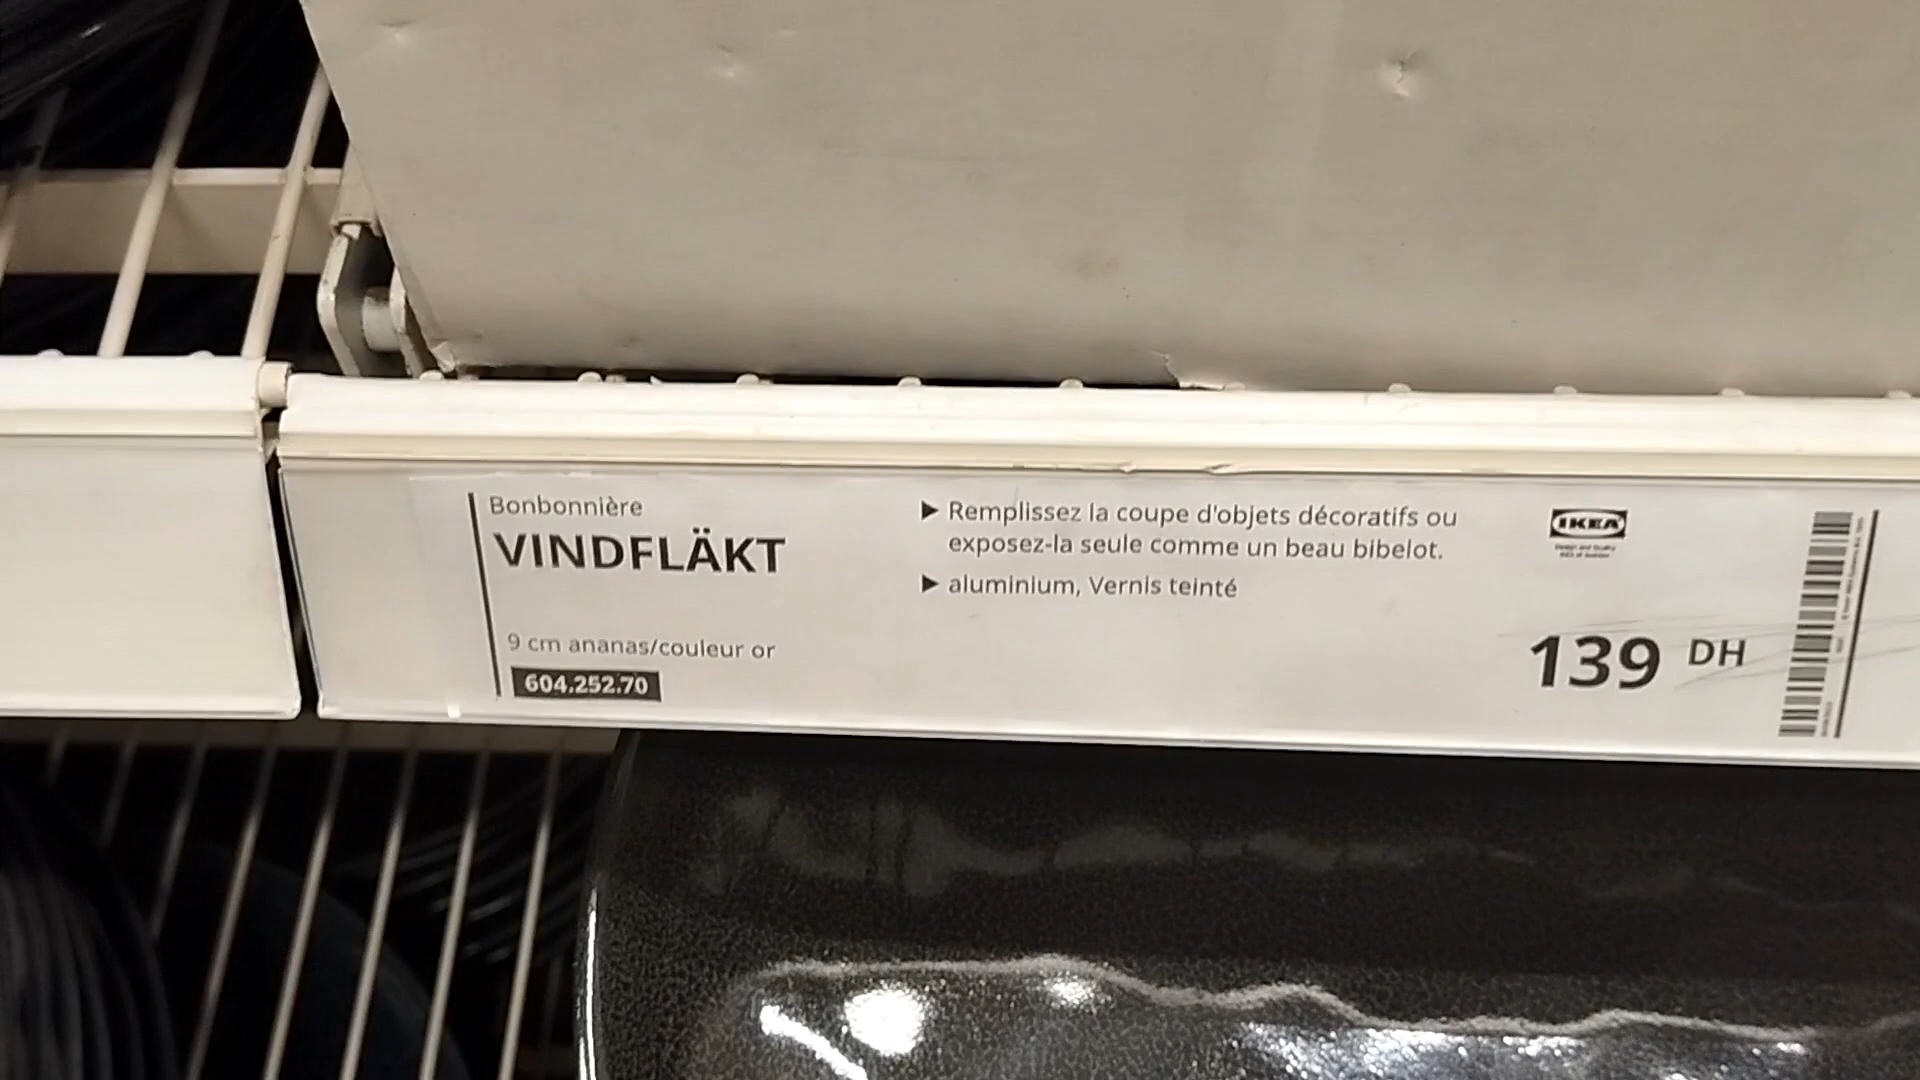 Bonbonnière
VINDFLÄKT
9 cm ananas/couleur or
604.252.70
▶ Remplissez la coupe d'objets décoratifs ou
exposez-la seule comme un beau bibelot.
▶ aluminium, Vernis teinté
IKEA
139 DH